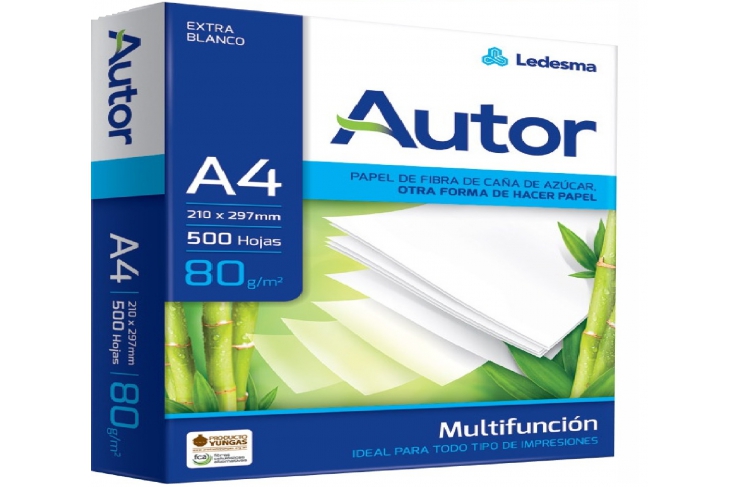 EXTRA
BLANCO
Ledesma
Autor
PAPEL DE FIBRA DE CAÑA DE AZÚCAR,
OTRA FORMA DE HACER PAPEL
A4
210 x 297mm
500 Hojas
80g/m²
PRODUCTO
YUNGAS
fca
Multifunción
IDEAL PARA TODO TIPO DE IMPRESIONES
Autor
A4
210 x 297mm
500 Hojas
80g/m²